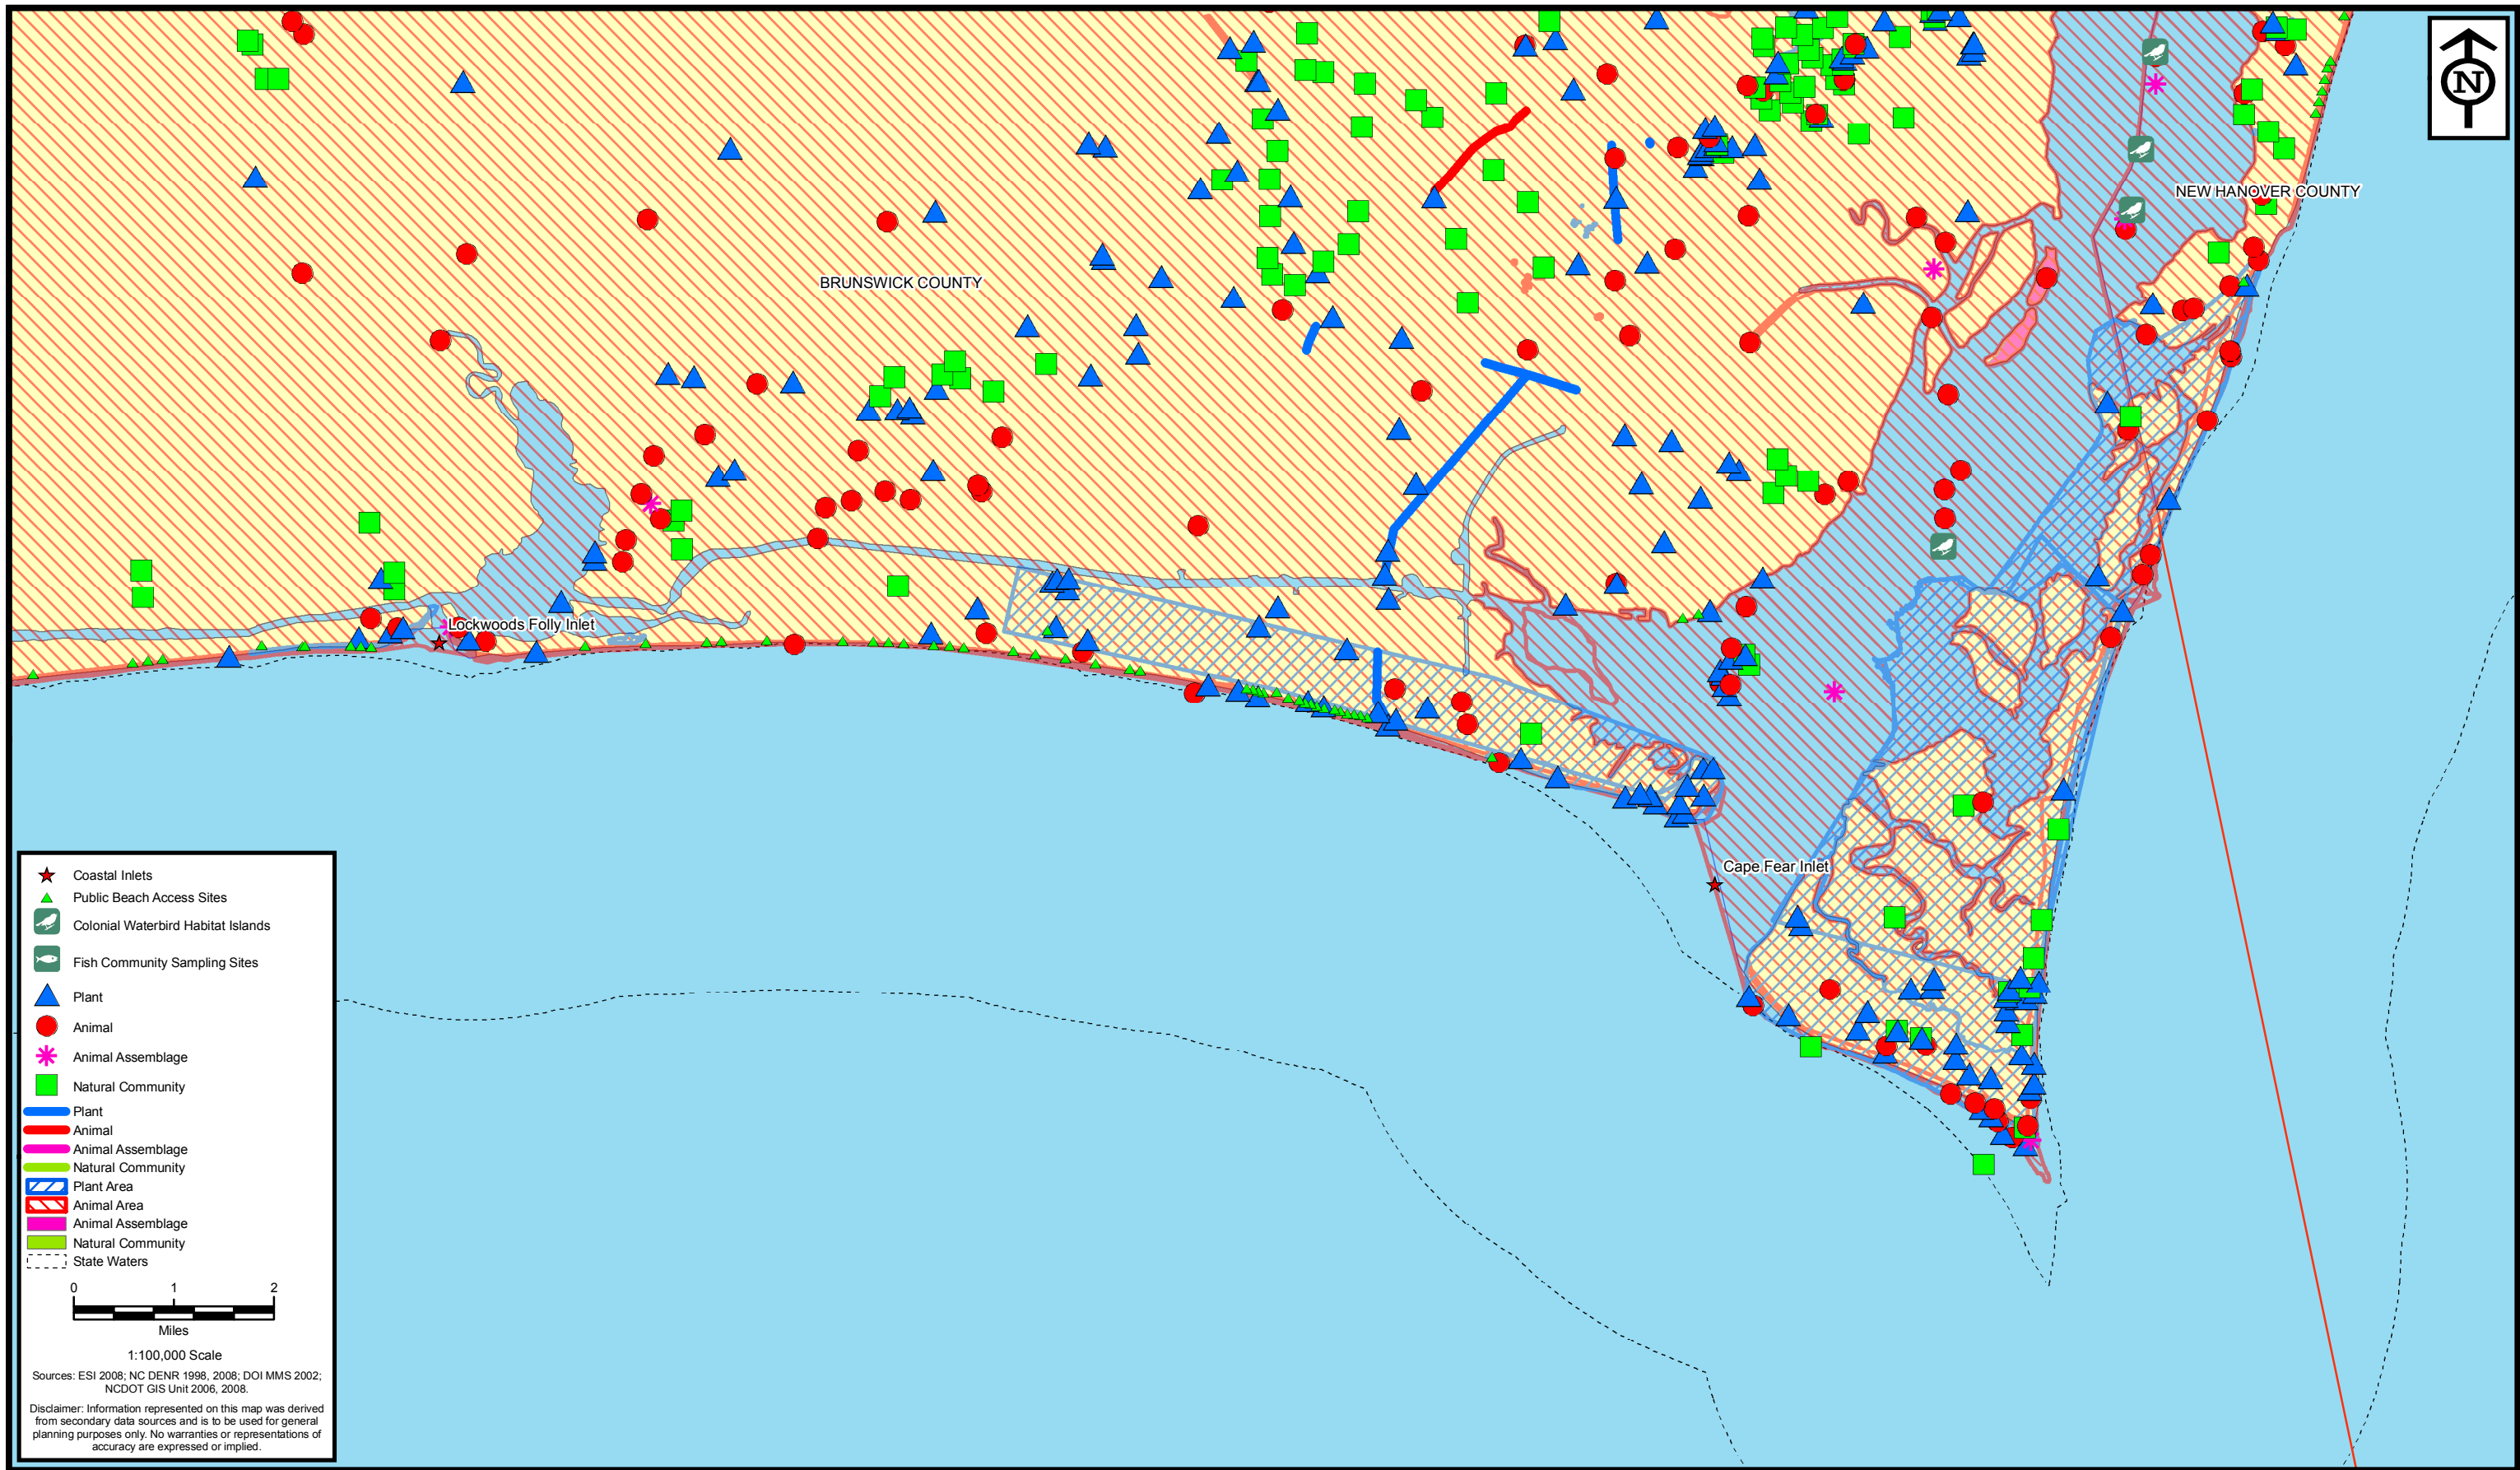 N
NEW HANOVER COUNTY
BRUNSWICK COUNTY
Lockwoods Folly Inlet
Cape Fear Inlet
Coastal Inlets
Public Beach Access Sites
Colonial Waterbird Habitat Islands
Fish Community Sampling Sites
Plant
Animal
Animal Assemblage
Natural Community
Plant
Animal
Animal Assemblage
Natural Community
Plant Area
Animal Area
Animal Assemblage
Natural Community
State Waters
0 1 2
Miles
1:100,000 Scale
Sources: ESI 2008; NC DENR 1998, 2008; DOI MMS 2002;
NCDOT GIS Unit 2006, 2008.
Disclaimer: Information represented on this map was derived
from secondary data sources and is to be used for general
planning purposes only. No warranties or representations of
accuracy are expressed or implied.